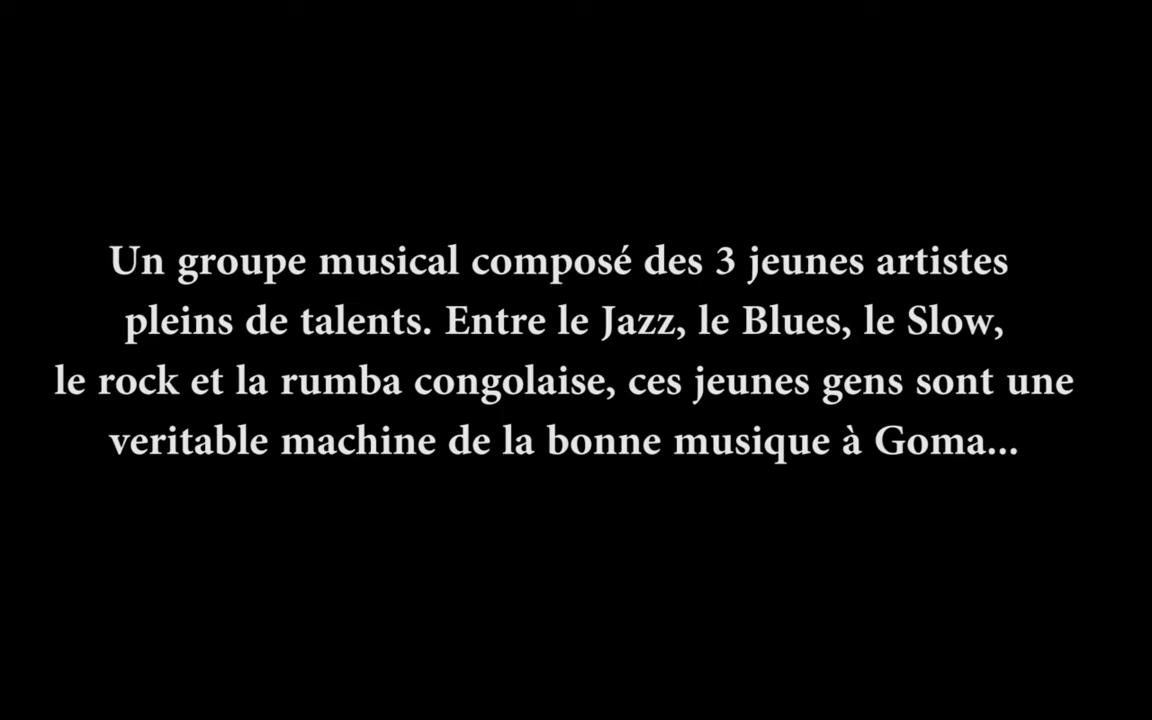 Un groupe musical composé des 3 jeunes artistes
pleins de talents. Entre le Jazz, le Blues, le Slow,
le rock et la rumba congolaise, ces jeunes gens sont une
veritable machine de la bonne musique à Goma...